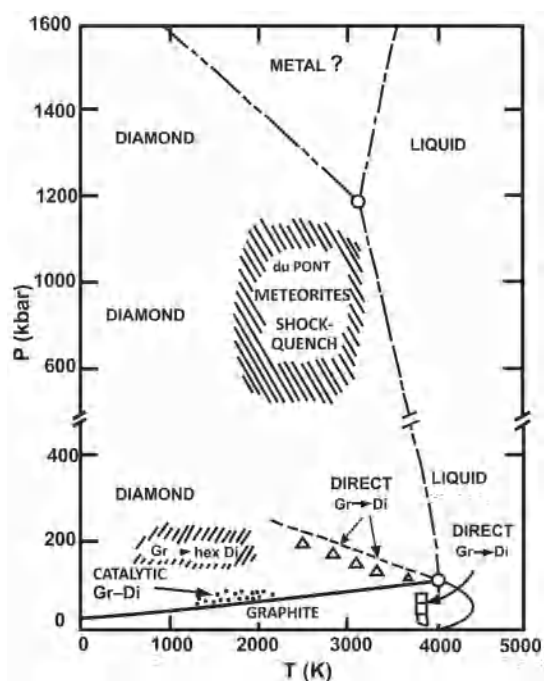 1600
METAL ?
1400
DIAMOND
LIQUID
1200
du PONT
1000
METEORITES
DIAMOND
SHOCK-
QUENCH
800
600
P (kbar)
400
DIAMOND
DIRECT
Gr→Di
LIQUID
DIRECT
Gr→Di
200
Gr → hex Di
CATALYTIC
Gr–Di
GRAPHITE
0
0 1000 2000 3000 4000 5000
T (K)